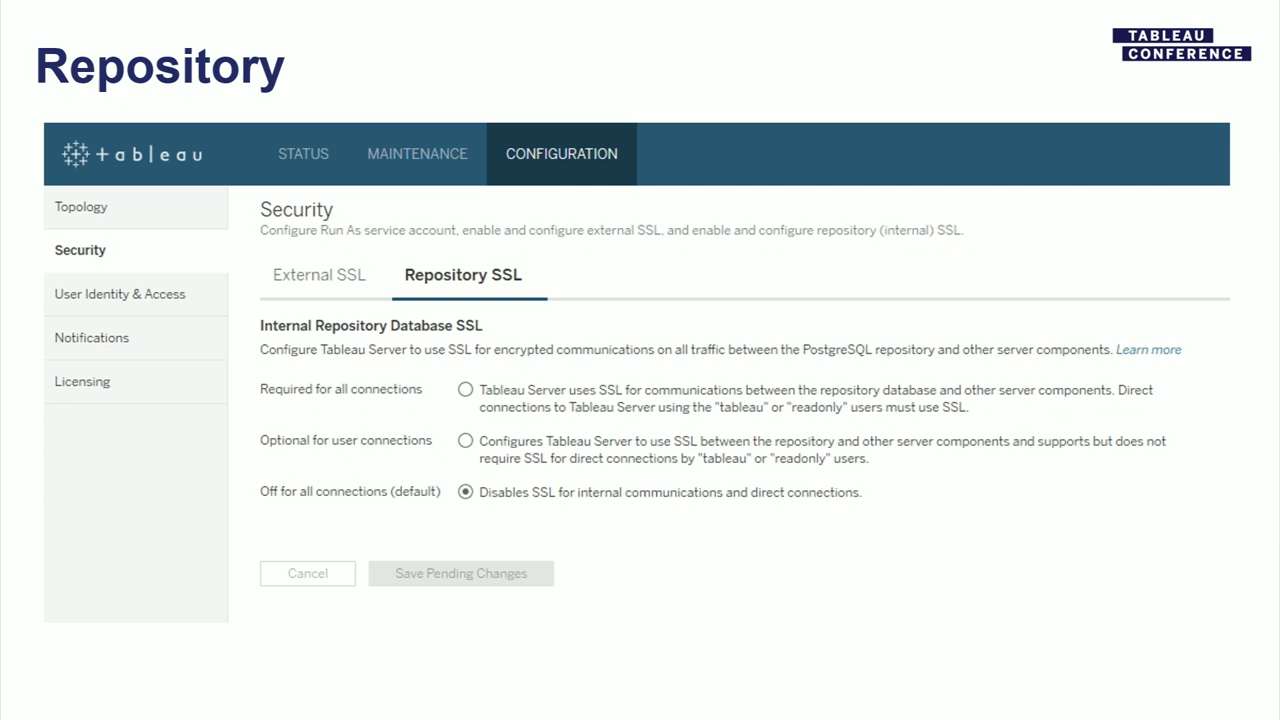 Repository
TABLEAU
CONFERENCE
+ableau
STATUS
MAINTENANCE
CONFIGURATION
Topology
Security
User Identity & Access
Notifications
Licensing
Security
Configure Run As service account, enable and configure external SSL, and enable and configure repository (internal) SSL.
External SSL
Repository SSL
Internal Repository Database SSL
Configure Tableau Server to use SSL for encrypted communications on all traffic between the PostgreSQL repository and other server components. Learn more
Required for all connections
Tableau Server uses SSL for communications between the repository database and other server components. Direct
connections to Tableau Server using the "tableau" or "readonly" users must use SSL.
Optional for user connections
Configures Tableau Server to use SSL between the repository and other server components and supports but does not
require SSL for direct connections by "tableau" or "readonly" users.
Off for all connections (default)
Disables SSL for internal communications and direct connections.
Cancel
Save Pending Changes